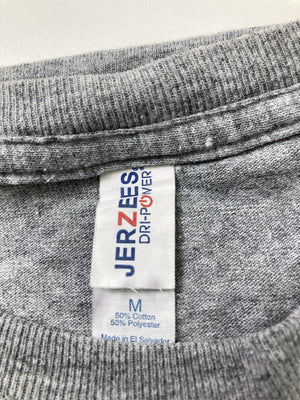 JERZEES
DRI-POWER
M
50% Cotton
50% Polyester
Made in El Salvador